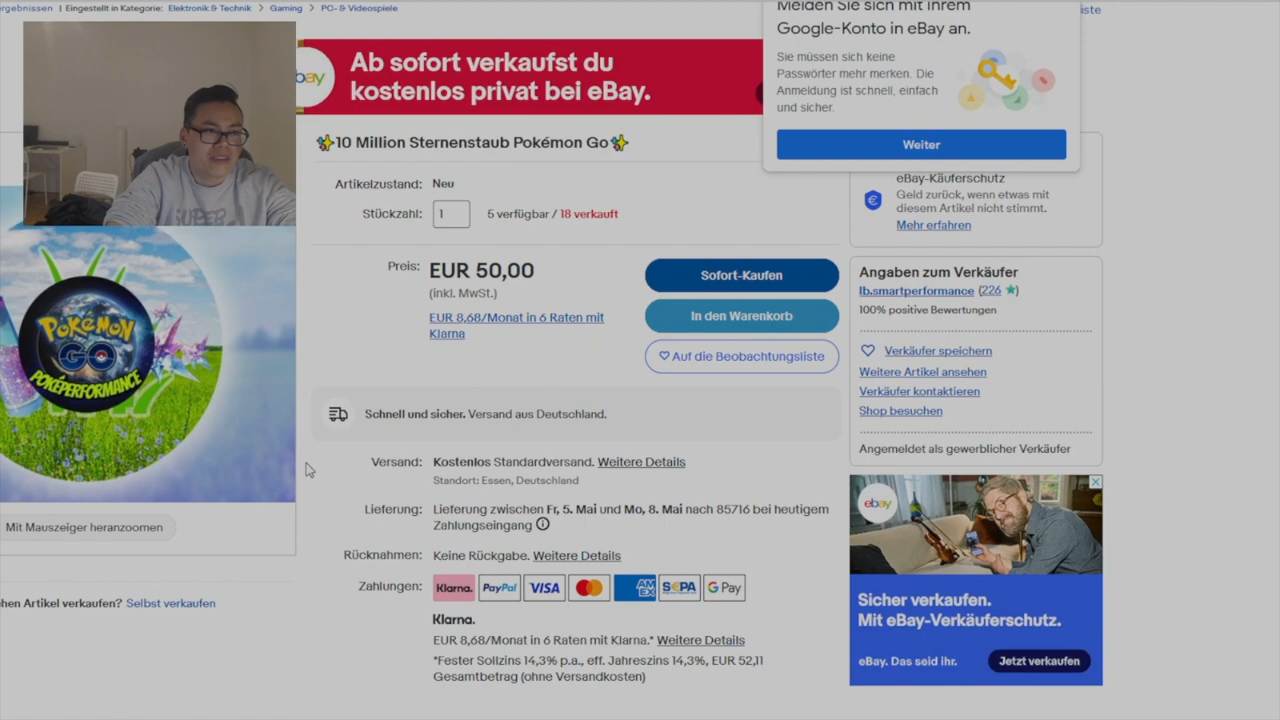 ergebnissen | Eingestellt in Kategorie: Elektronik & Technik > Gaming > PC- & Videospiele
iste
Melden Sie sich mit Ihrem
Google-Konto in eBay an.
Sie müssen sich keine
Passwörter mehr merken. Die
Anmeldung ist schnell, einfach
und sicher.
Weiter
ebay
Ab sofort verkaufst du
kostenlos privat bei eBay.
SUPER
10 Million Sternenstaub Pokémon Go
Artikelzustand: Neu
Stückzahl: 1 5 verfügbar / 18 verkauft
Preis: EUR 50,00
(inkl. MwSt.)
EUR 8,68/Monat in 6 Raten mit
Klarna
Sofort-Kaufen
In den Warenkorb
Auf die Beobachtungsliste
POKÉMON
GO
POKÉPERFORMANCE
Schnell und sicher. Versand aus Deutschland.
Versand: Kostenlos Standardversand. Weitere Details
Standort: Essen, Deutschland
Lieferung: Lieferung zwischen Fr, 5. Mai und Mo, 8. Mai nach 85716 bei heutigem
Zahlungseingang
Rücknahmen: Keine Rückgabe. Weitere Details
Zahlungen: Klarna. PayPal VISA AMEX SEPA G Pay
Klarna.
EUR 8,68/Monat in 6 Raten mit Klarna.* Weitere Details
*Fester Sollzins 14,3% p.a., eff. Jahreszins 14,3%, EUR 52,11
Gesamtbetrag (ohne Versandkosten)
Mit Mauszeiger heranzoomen
hen Artikel verkaufen? Selbst verkaufen
eBay-Käuferschutz
Geld zurück, wenn etwas mit
diesem Artikel nicht stimmt.
Mehr erfahren
Angaben zum Verkäufer
lb.smartperformance (226)
100% positive Bewertungen
Verkäufer speichern
Weitere Artikel ansehen
Verkäufer kontaktieren
Shop besuchen
Angemeldet als gewerblicher Verkäufer
ebay
Sicher verkaufen.
Mit eBay-Verkäuferschutz.
eBay. Das seid ihr.
Jetzt verkaufen